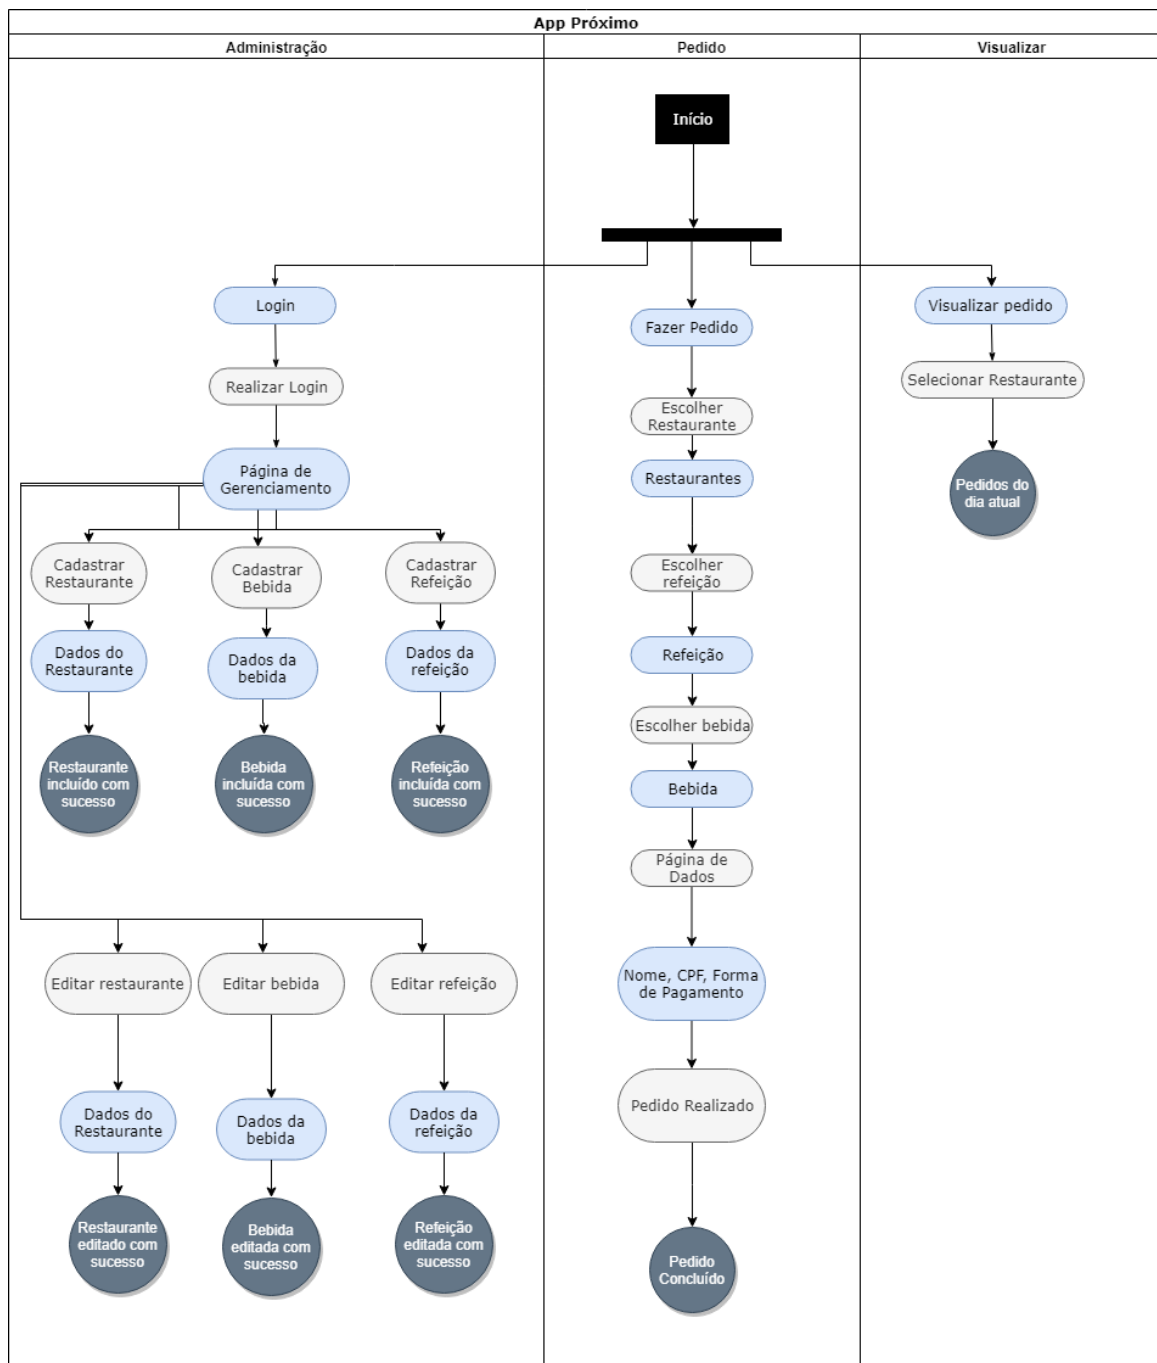 App Próximo
Administração
Pedido
Visualizar
Início
Login
Realizar Login
Página de
Gerenciamento
Cadastrar
Restaurante
Cadastrar
Bebida
Cadastrar
Refeição
Dados do
Restaurante
Dados da
bebida
Dados da
refeição
Restaurante
incluído com
sucesso
Bebida
incluída com
sucesso
Refeição
incluída com
sucesso
Editar restaurante
Editar bebida
Editar refeição
Dados do
Restaurante
Dados da
bebida
Dados da
refeição
Restaurante
editado com
sucesso
Bebida
editada com
sucesso
Refeição
editada com
sucesso
Fazer Pedido
Escolher
Restaurante
Restaurantes
Escolher
refeição
Refeição
Escolher bebida
Bebida
Página de
Dados
Nome, CPF, Forma
de Pagamento
Pedido Realizado
Pedido
Concluído
Visualizar pedido
Selecionar Restaurante
Pedidos do
dia atual